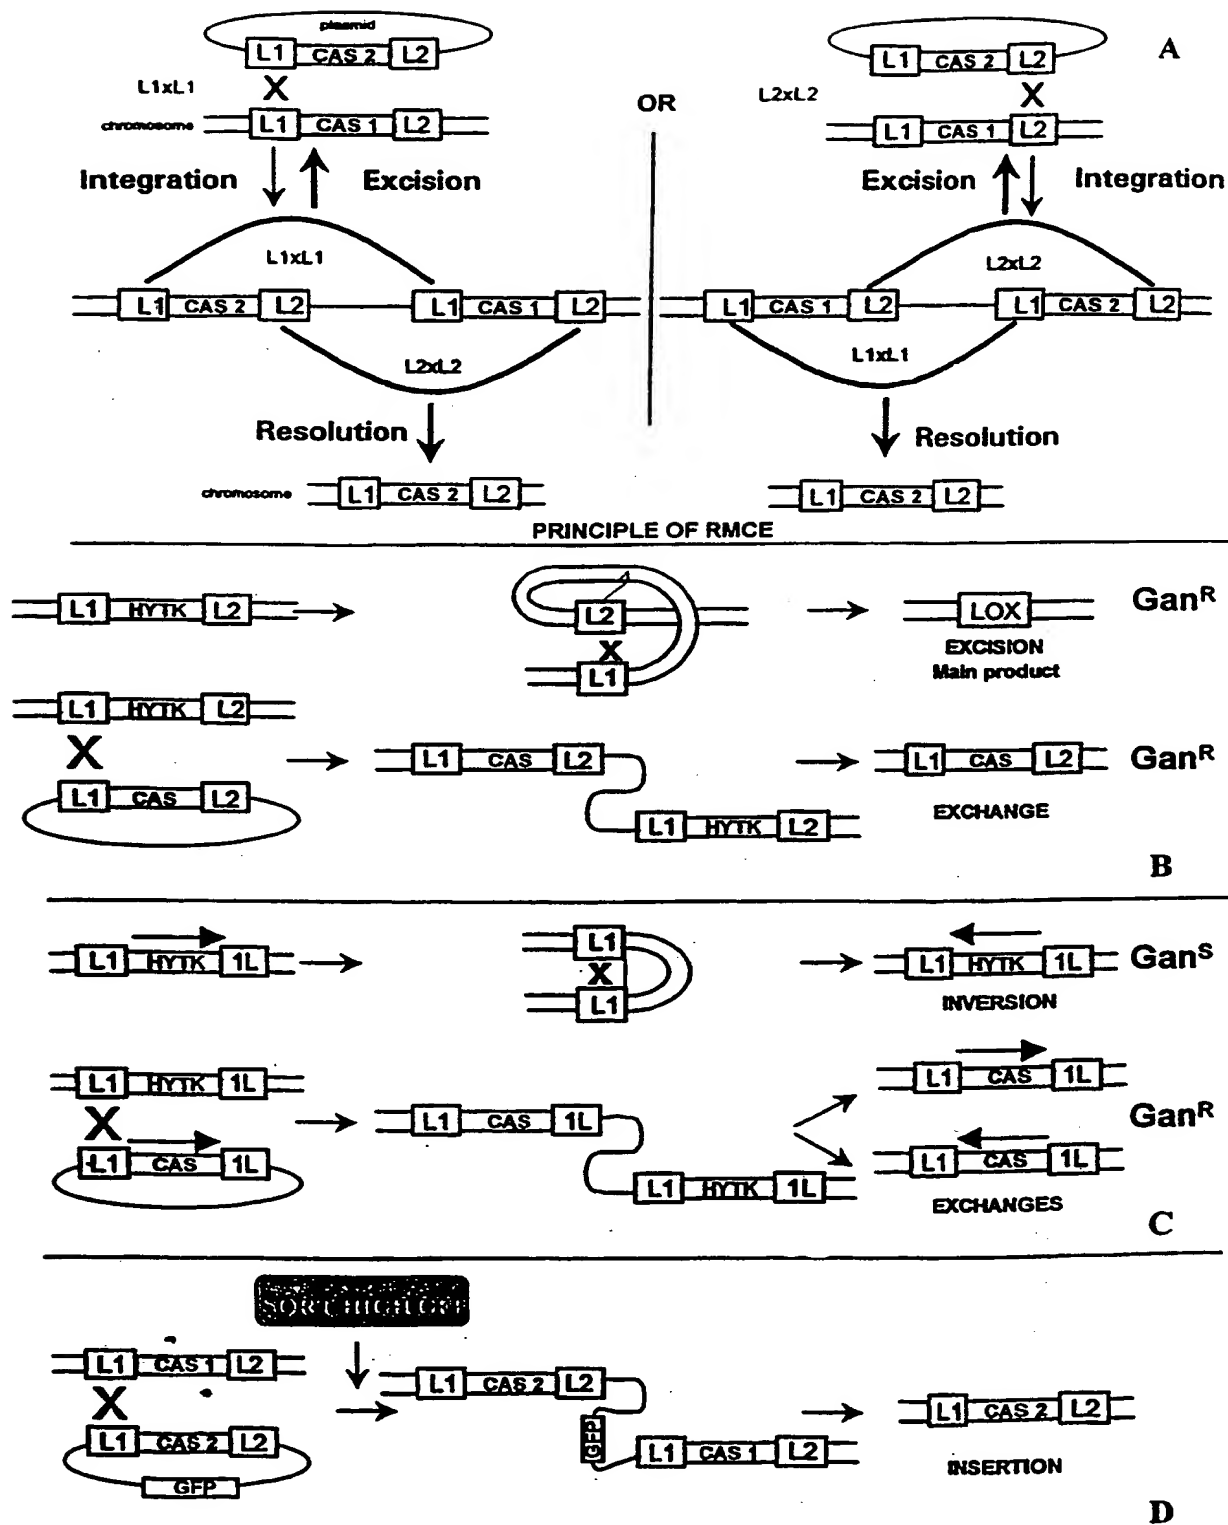 plasmid
L1 CAS 2 L2
L1xL1
X
chromosome
L1 CAS 1 L2
Integration
Excision
L1xL1
L1 CAS 2 L2 L1 CAS 1 L2
L2xL2
Resolution
chromosome
L1 CAS 2 L2
OR
A
L1 CAS 2 L2
L2xL2
X
L1 CAS 1 L2
Excision
Integration
L2xL2
L1 CAS 1 L2 L1 CAS 2 L2
L1xL1
Resolution
L1 CAS 2 L2
PRINCIPLE OF RMCE
L1 HYTK L2
L2
X
L1
LOX
EXCISION
Main product
Gan^R
L1 HYTK L2
X
L1 CAS L2
L1 CAS L2
L1 HYTK L2
L1 CAS L2
EXCHANGE
Gan^R
B
L1 HYTK 1L
L1
X
L1
L1 HYTK 1L
INVERSION
Gan^S
L1 HYTK 1L
X
L1 CAS 1L
L1 CAS 1L
L1 HYTK 1L
L1 CAS 1L
L1 CAS 1L
EXCHANGES
Gan^R
C
SORT HIGH GFP
L1 CAS 1 L2
X
L1 CAS 2 L2
GFP
L1 CAS 2 L2
GFP
L1 CAS 1 L2
L1 CAS 2 L2
INSERTION
D